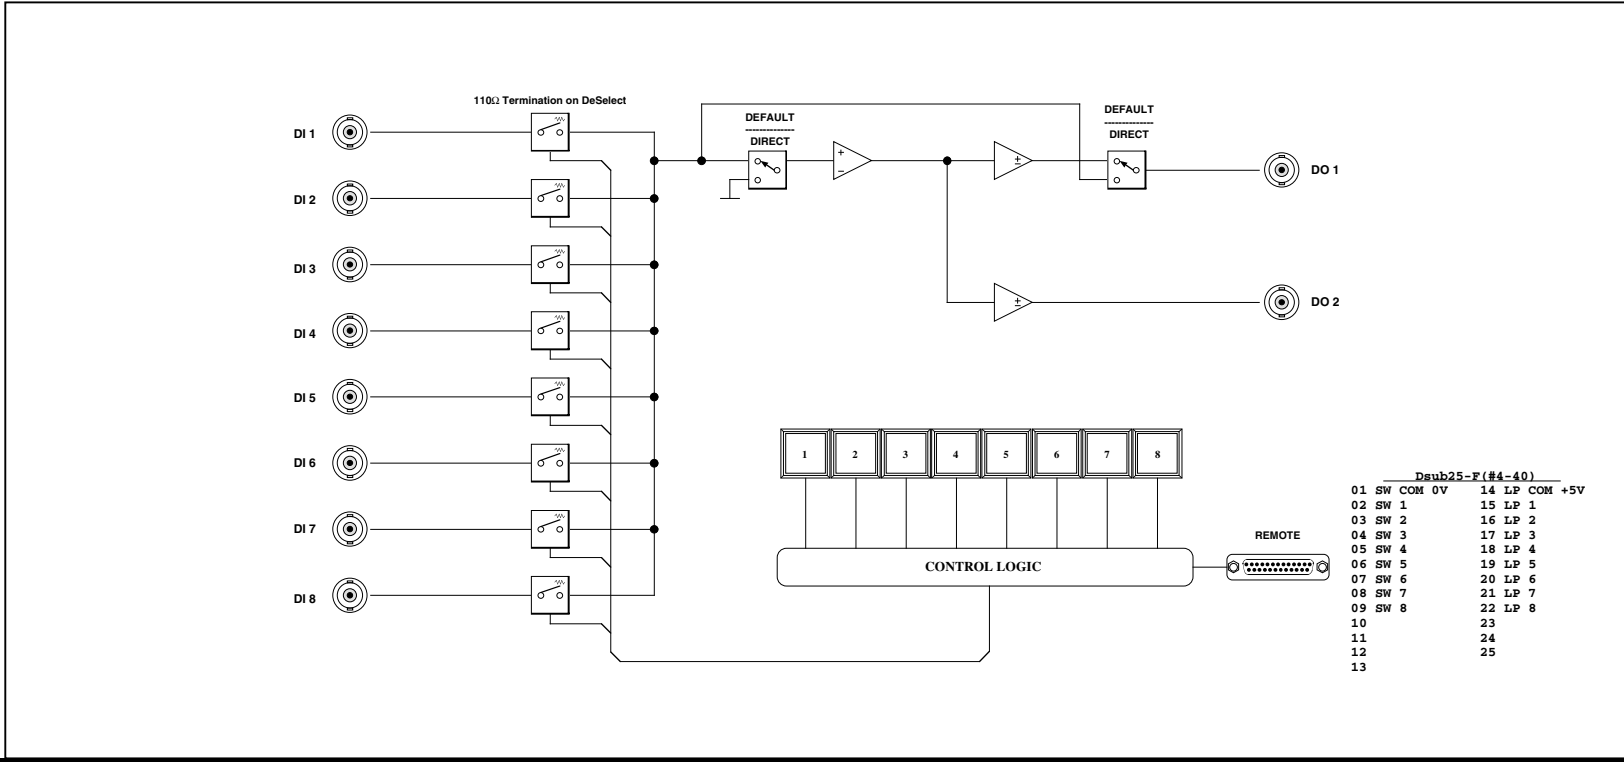 110Ω Termination on DeSelect
DI 1
DI 2
DI 3
DI 4
DI 5
DI 6
DI 7
DI 8
DEFAULT
--------------
DIRECT
+
−
±
DEFAULT
--------------
DIRECT
DO 1
±
DO 2
1 2 3 4 5 6 7 8
CONTROL LOGIC
REMOTE
Dsub25-F(#4-40)
01 SW COM 0V 14 LP COM +5V
02 SW 1 15 LP 1
03 SW 2 16 LP 2
04 SW 3 17 LP 3
05 SW 4 18 LP 4
06 SW 5 19 LP 5
07 SW 6 20 LP 6
08 SW 7 21 LP 7
09 SW 8 22 LP 8
10 23
11 24
12 25
13